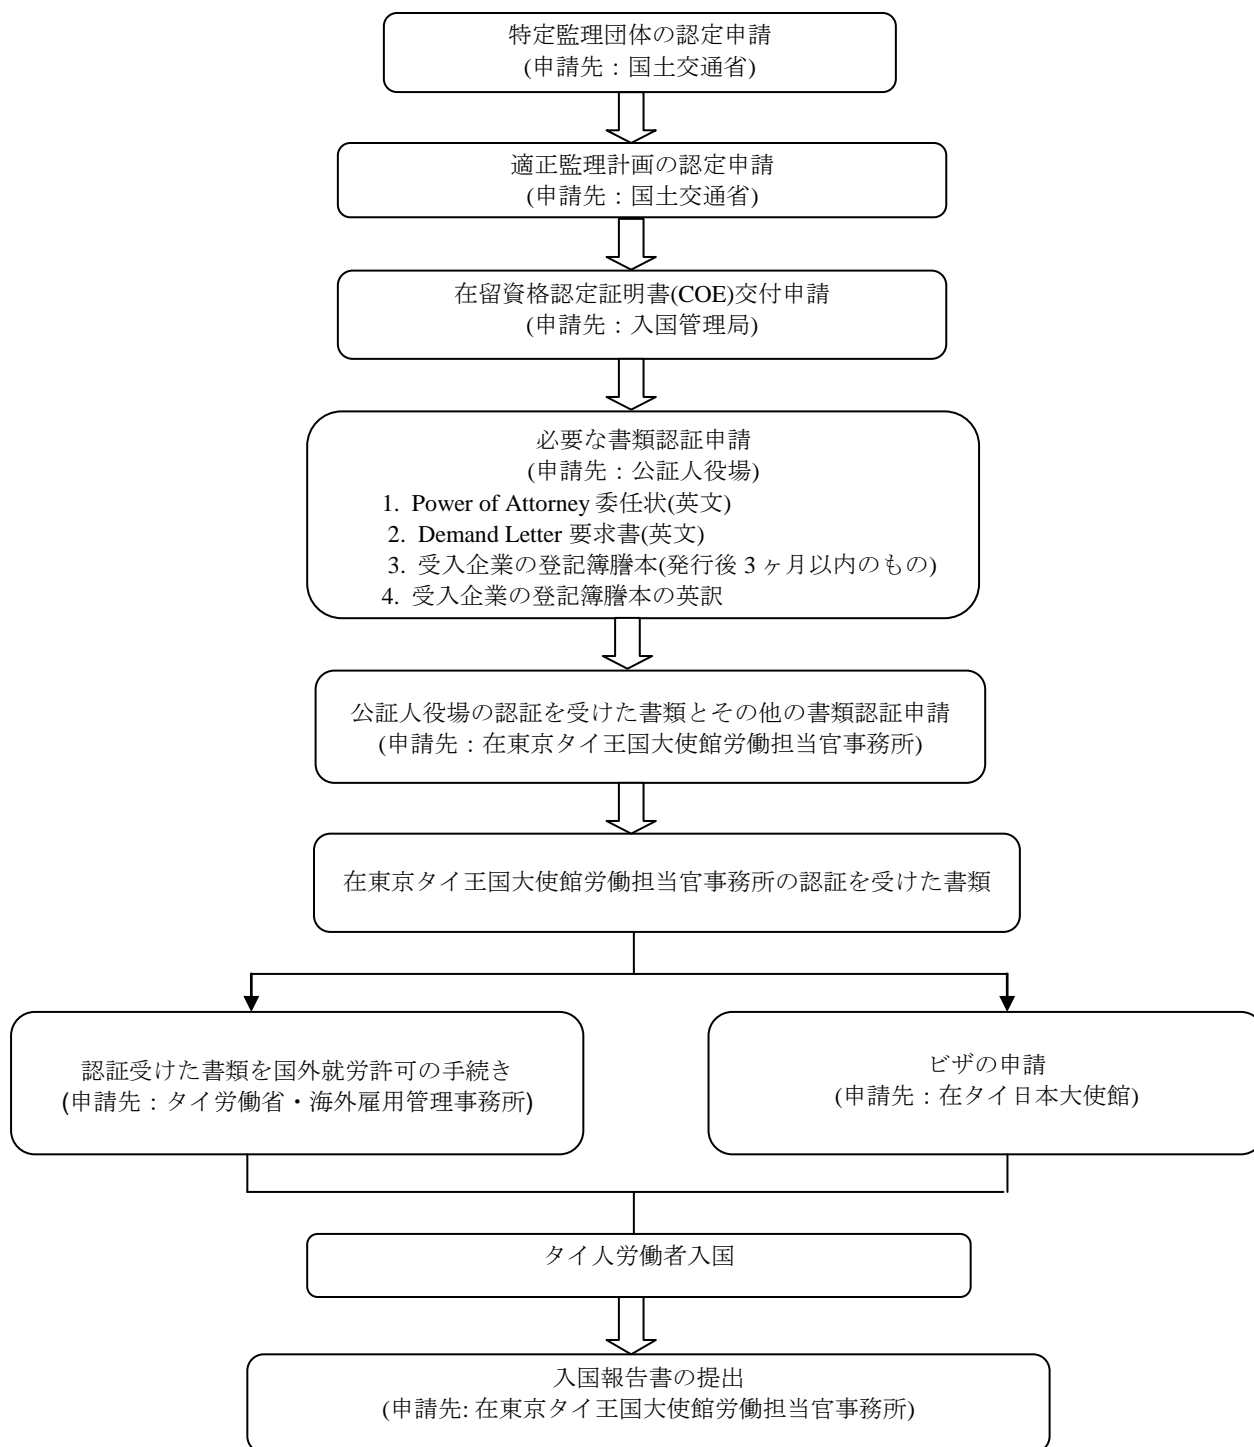 特定監理団体の認定申請
(申請先：国土交通省)
適正監理計画の認定申請
(申請先：国土交通省)
在留資格認定証明書(COE)交付申請
(申請先：入国管理局)
必要な書類認証申請
(申請先：公証人役場)
1. Power of Attorney 委任状(英文)
2. Demand Letter 要求書(英文)
3. 受入企業の登記簿謄本(発行後 3 ヶ月以内のもの)
4. 受入企業の登記簿謄本の英訳
公証人役場の認証を受けた書類とその他の書類認証申請
(申請先：在東京タイ王国大使館労働担当官事務所)
在東京タイ王国大使館労働担当官事務所の認証を受けた書類
認証受けた書類を国外就労許可の手続き
(申請先：タイ労働省・海外雇用管理事務所)
ビザの申請
(申請先：在タイ日本大使館)
タイ人労働者入国
入国報告書の提出
(申請先: 在東京タイ王国大使館労働担当官事務所)